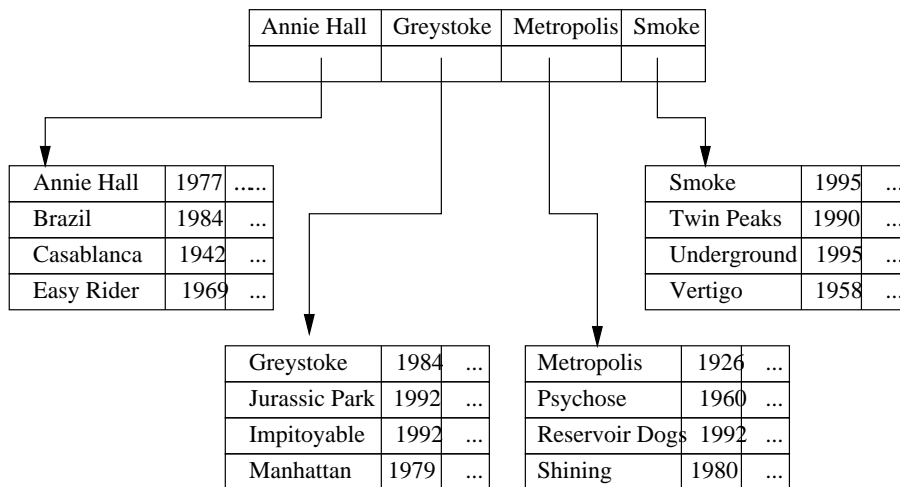 Annie Hall Greystoke Metropolis Smoke
Annie Hall 1977 ......
Brazil 1984 ...
Casablanca 1942 ...
Easy Rider 1969 ...
Smoke 1995 ...
Twin Peaks 1990 ...
Underground 1995 ...
Vertigo 1958 ...
Greystoke 1984 ...
Jurassic Park 1992 ...
Impitoyable 1992 ...
Manhattan 1979 ...
Metropolis 1926 ...
Psychose 1960 ...
Reservoir Dogs 1992 ...
Shining 1980 ...